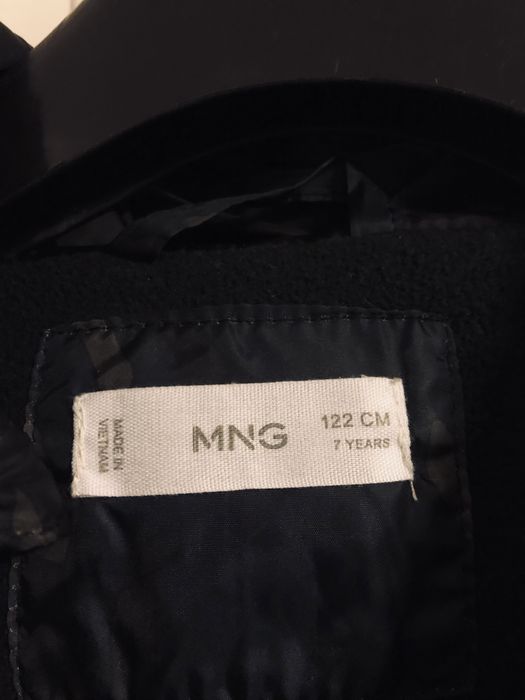 MADE IN
VIETNAM
MNG
122 CM
7 YEARS